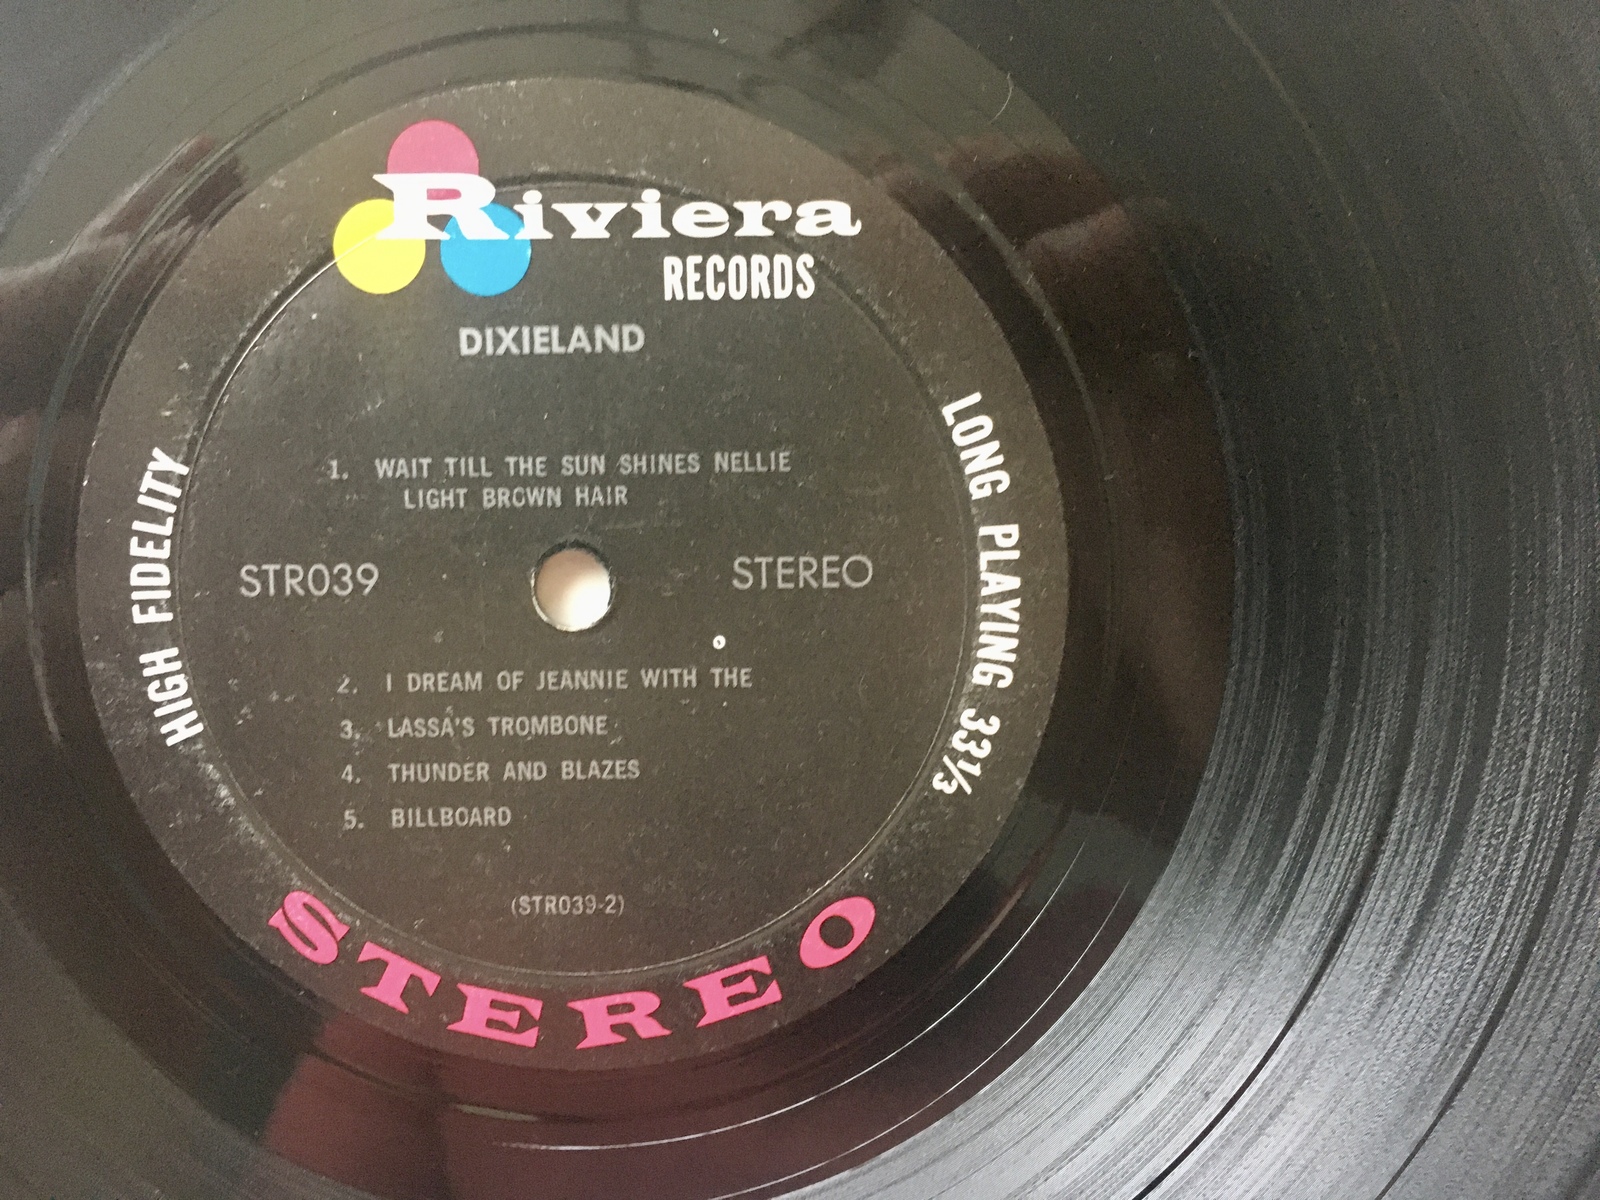 Riviera
RECORDS
DIXIELAND
1. WAIT TILL THE SUN SHINES NELLIE
LIGHT BROWN HAIR
STR039
STEREO
2. I DREAM OF JEANNIE WITH THE
3. LASSA'S TROMBONE
4. THUNDER AND BLAZES
5. BILLBOARD
(STR039-2)
HIGH FIDELITY
LONG PLAYING 33⅓
STEREO